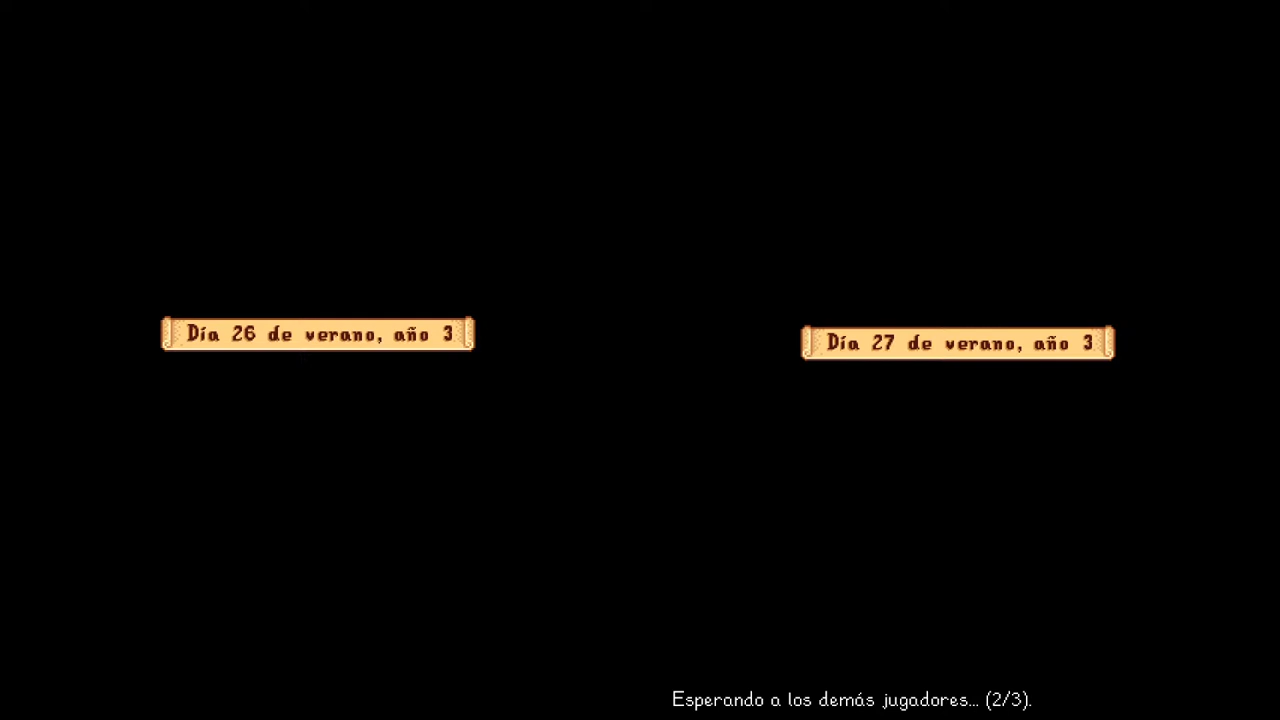 Día 26 de verano, año 3
Día 27 de verano, año 3
Esperando a los demás jugadores... (2/3).